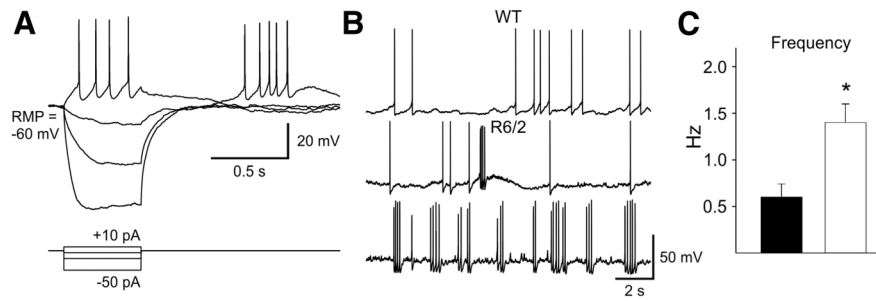 A
RMP =
-60 mV
20 mV
0.5 s
+10 pA
-50 pA
B
WT
R6/2
50 mV
2 s
C
Frequency
*
Hz
2.0
1.5
1.0
0.5